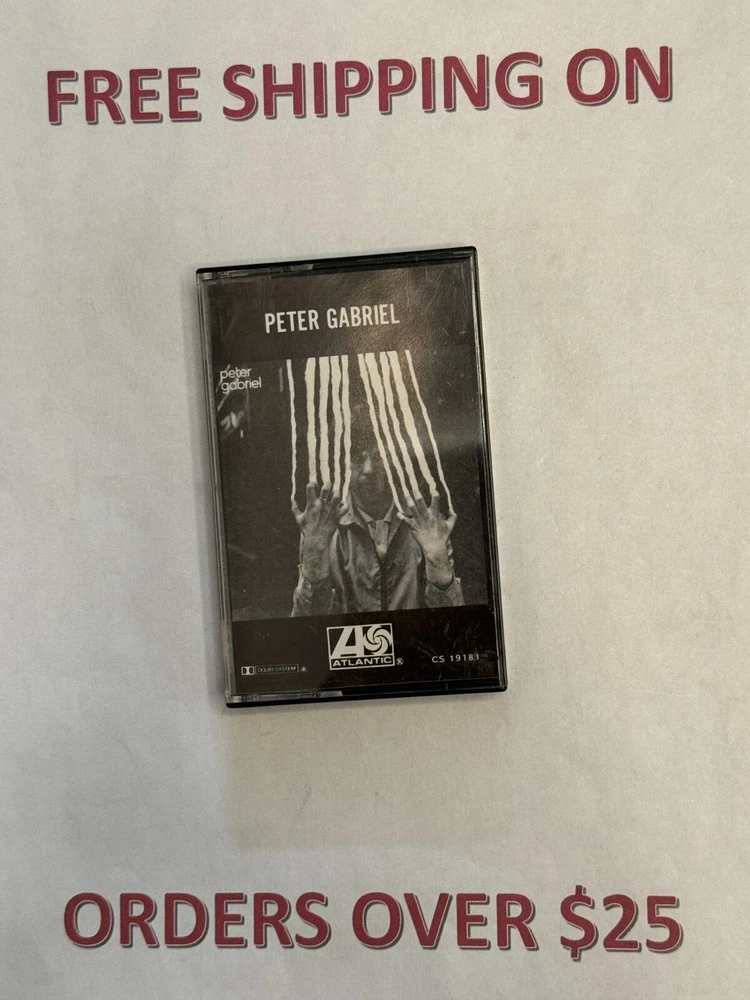 FREE SHIPPING ON
PETER GABRIEL
peter
gabriel
DOLBY SYSTEM ®
ATLANTIC ®
CS 19181
ORDERS OVER $25